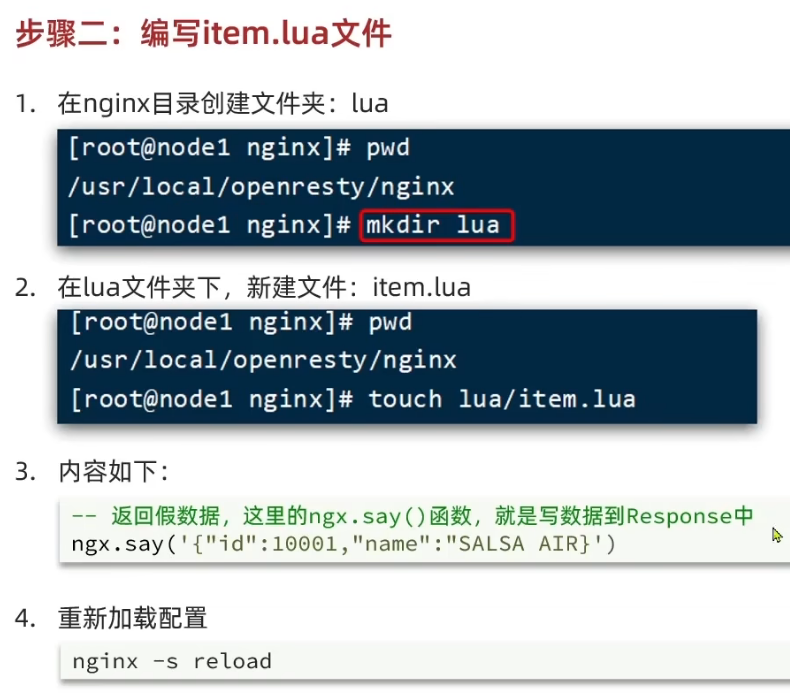 步骤二：编写item.lua文件
1. 在nginx目录创建文件夹：lua
[root@node1 nginx]# pwd
/usr/local/openresty/nginx
[root@node1 nginx]# mkdir lua
2. 在lua文件夹下，新建文件：item.lua
[root@node1 nginx]# pwd
/usr/local/openresty/nginx
[root@node1 nginx]# touch lua/item.lua
3. 内容如下：
-- 返回假数据，这里的ngx.say()函数，就是写数据到Response中
ngx.say('{"id":10001,"name":"SALSA AIR}')
4. 重新加载配置
nginx -s reload